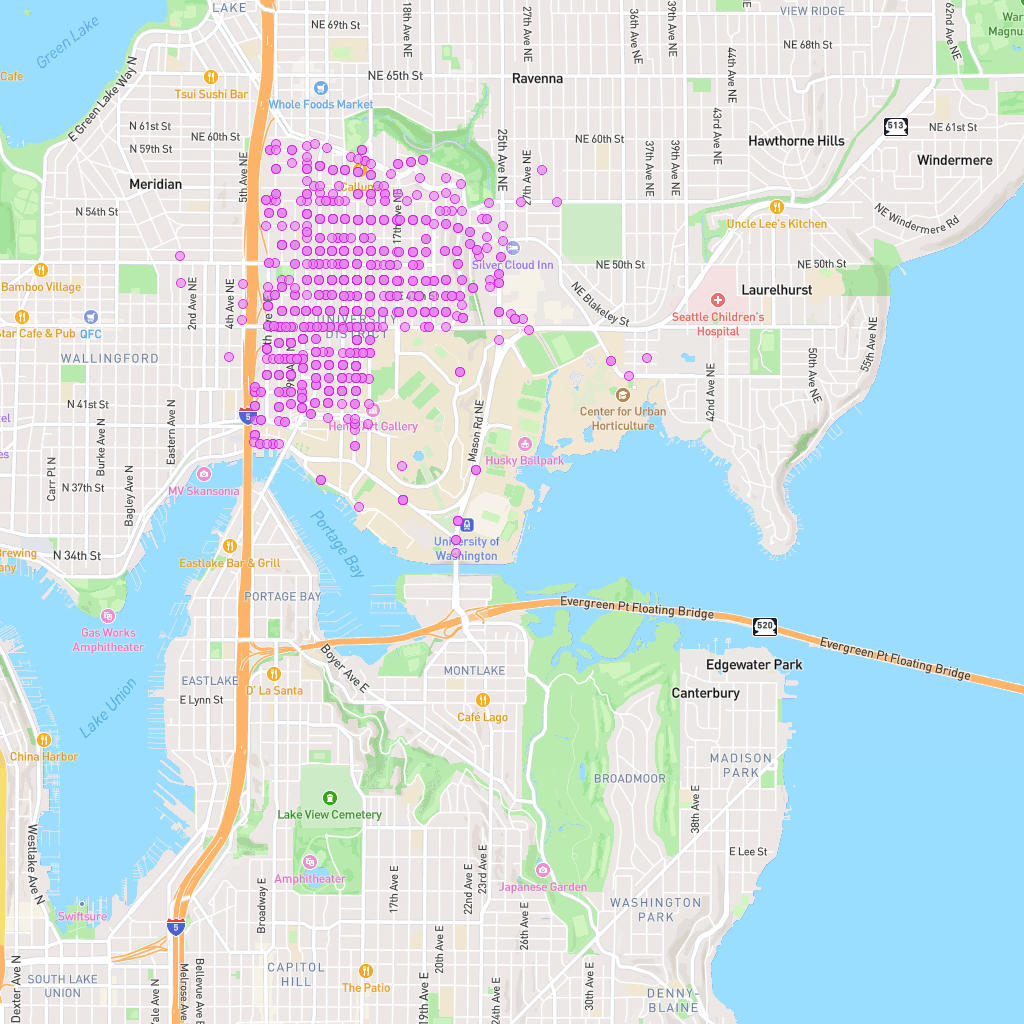 LAKE
NE 69th St
18th Ave NE
27th Ave NE
36th Ave NE
39th Ave NE
VIEW RIDGE
62nd Ave NE
War
Magnus
Green Lake
E Green Lake Way N
NE 68th St
44th Ave NE
Cafe
Tsui Sushi Bar
NE 65th St
Ravenna
Whole Foods Market
43rd Ave NE
513
N 61st St
NE 60th St
25th Ave NE
NE 60th St
Hawthorne Hills
NE 61st St
N 59th St
5th Ave NE
37th Ave NE
39th Ave NE
Windermere
Meridian
27th Ave NE
17th Ave NE
N 54th St
Uncle Lee's Kitchen
NE Windermere Rd
Silver Cloud Inn
NE 50th St
NE 50th St
Bamboo Village
2nd Ave NE
4th Ave NE
NE Blakeley St
Laurelhurst
Seattle Children's
Hospital
Star Cafe & Pub
QFC
UNIVERSITY
DISTRICT
WALLINGFORD
50th Ave NE
55th Ave NE
42nd Ave NE
N 41st St
Eastern Ave N
5
Henry Art Gallery
Mason Rd NE
Center for Urban
Horticulture
Burke Ave N
Husky Ballpark
Carr Pl N
N 37th St
Bagley Ave N
MV Skansonia
Portage Bay
University of
Washington
N 34th St
Brewing
any
Eastlake Bar & Grill
PORTAGE BAY
Gas Works
Amphitheater
Evergreen Pt Floating Bridge
520
Evergreen Pt Floating Bridge
Boyer Ave E
MONTLAKE
Edgewater Park
EASTLAKE
D' La Santa
E Lynn St
Canterbury
Lake Union
Café Lago
China Harbor
MADISON
PARK
BROADMOOR
Lake View Cemetery
38th Ave E
Westlake Ave N
E Lee St
Amphitheater
Broadway E
17th Ave E
22nd Ave E
23rd Ave E
Japanese Garden
Swiftsure
WASHINGTON
PARK
5
26th Ave E
20th Ave E
Dexter Ave N
SOUTH LAKE
UNION
CAPITOL
HILL
The Patio
Yale Ave N
Melrose Ave
Bellevue Ave E
19th Ave E
24th Ave E
30th Ave E
DENNY-
BLAINE